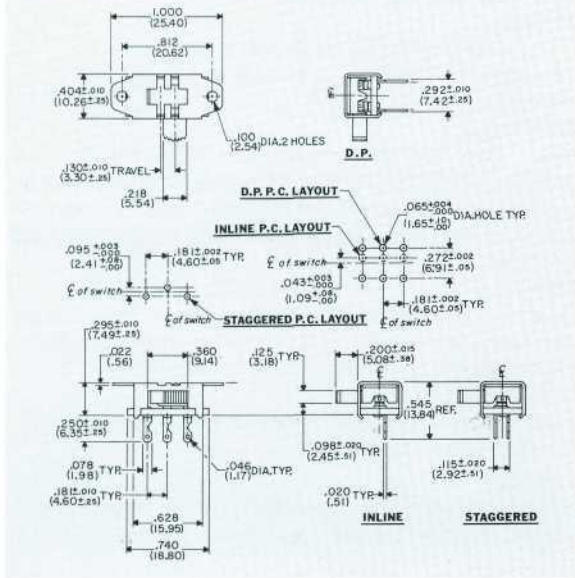 1.000
(25.40)
.812
(20.62)
.404±.010
(10.26±.25)
.100
(2.54) DIA. 2 HOLES
.130±.010 TRAVEL
(3.30±.25)
.218
(5.54)
.292±.010
(7.42±.25)
D.P.
D.P. P.C. LAYOUT
.065+.004
-.000 DIA. HOLE TYP.
(1.65+.10
-.00)
INLINE P.C. LAYOUT
.095+.003
-.000
(2.41+.08
-.00)
.181±.002 TYP.
(4.60±.05)
℄ of switch
℄ of switch
.272±.002
(6.91±.05)
.043+.003
-.000
(1.09+.08
-.00)
.181±.002 TYP.
(4.60±.05)
℄ of switch
℄ of switch
STAGGERED P.C. LAYOUT
.295±.010
(7.49±.25)
.022
(.56)
.360
(9.14)
.125 TYP.
(3.18)
.200±.015
(5.08±.38)
℄
℄
.545 REF.
(13.84)
.250±.010
(6.35±.25)
.098±.020 TYP.
(2.45±.51)
.078 TYP.
(1.98)
.046 DIA. TYP.
(1.17)
.115±.020
(2.92±.51)
.181±.010 TYP.
(4.60±.25)
.020 TYP.
(.51)
.628
(15.95)
INLINE
STAGGERED
.740
(18.80)